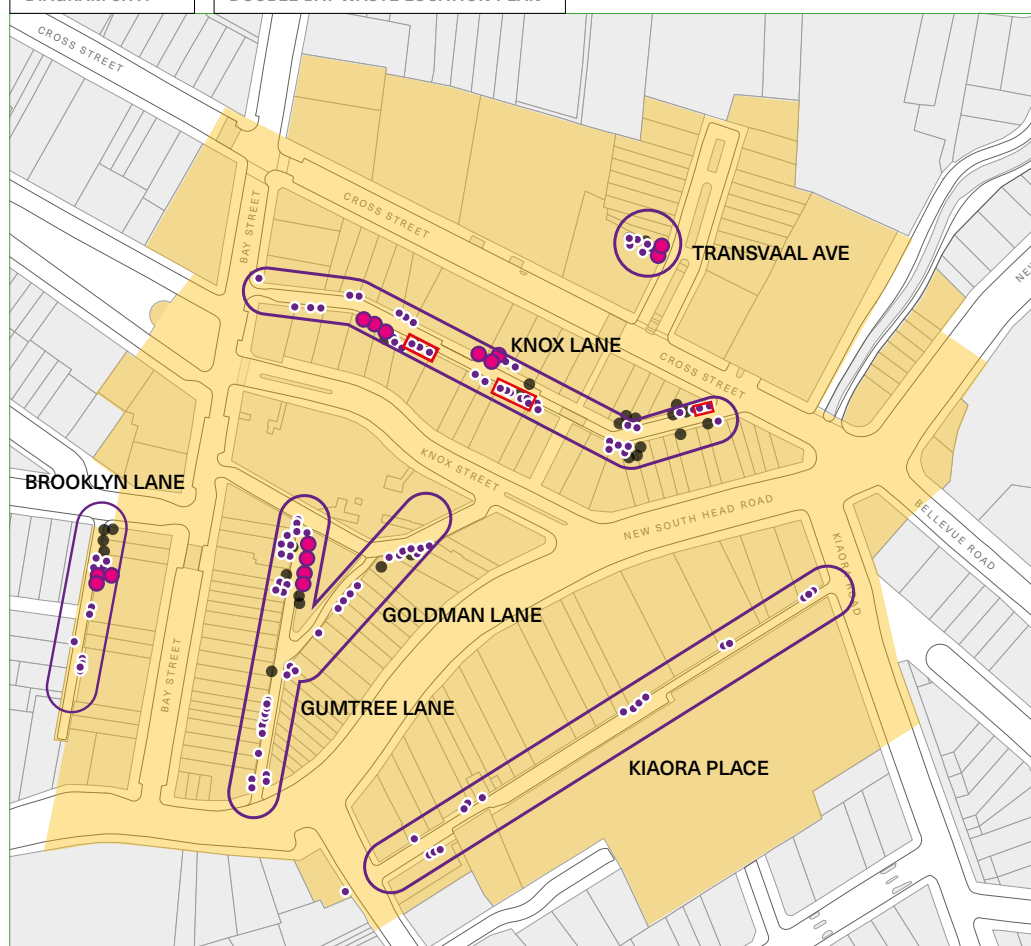 CROSS STREET
BAY STREET
CROSS STREET
TRANSVAAL AVE
KNOX LANE
CROSS STREET
KNOX STREET
BROOKLYN LANE
NEW SOUTH HEAD ROAD
BELLEVUE ROAD
KIAORA ROAD
GOLDMAN LANE
BAY STREET
GUMTREE LANE
KIAORA PLACE